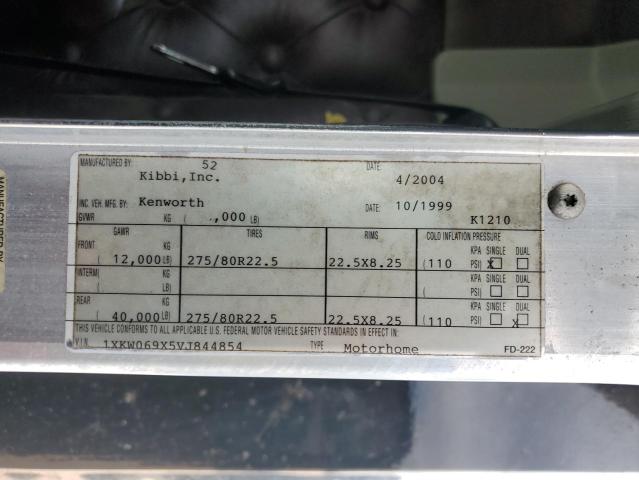 MANUFACTURED BY: 52 DATE:
Kibbi, Inc. 4/2004
INC. VEH. MFG. BY: Kenworth DATE: 10/1999
GVWR KG ( ,000 LB) K1210
GAWR TIRES RIMS COLD INFLATION PRESSURE
FRONT KG KPA SINGLE DUAL
( 12,000 LB) 275/80R22.5 22.5X8.25 (110 PSI) X
INTERM KG KPA SINGLE DUAL
( LB) ( PSI)
REAR KG KPA SINGLE DUAL
( 40,000 LB) 275/80R22.5 22.5X8.25 (110 PSI) X
THIS VEHICLE CONFORMS TO ALL APPLICABLE U.S. FEDERAL MOTOR VEHICLE SAFETY STANDARDS IN EFFECT IN:
V.I.N. 1XKW069X5VJ844854 TYPE Motorhome FD-222
MANUFACTURED BY